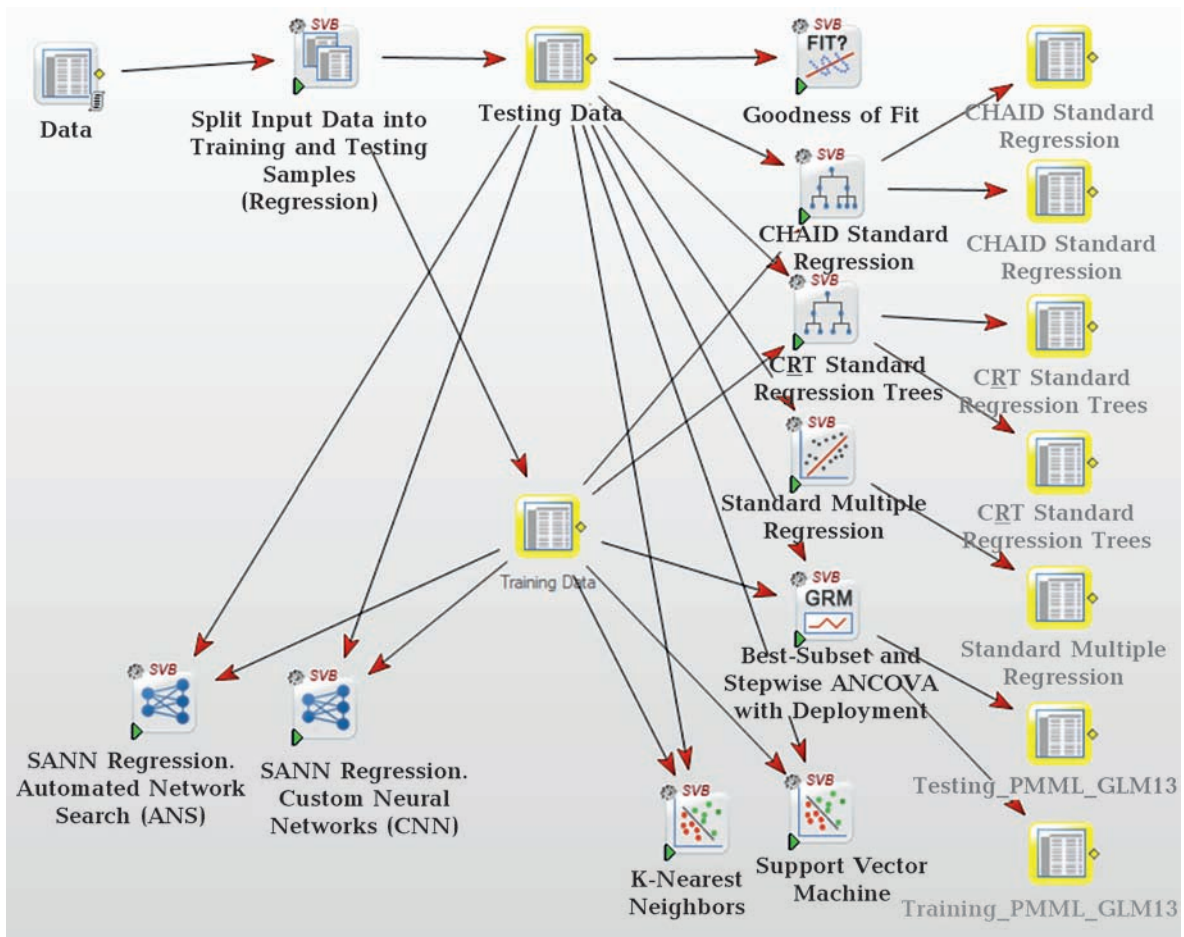 SVB
Data
Split Input Data into
Training and Testing
Samples
(Regression)
Testing Data
SVB
FIT?
Goodness of Fit
CHAID Standard
Regression
SVB
CHAID Standard
Regression
CHAID Standard
Regression
SVB
CRT Standard
Regression Trees
CRT Standard
Regression Trees
SVB
Standard Multiple
Regression
CRT Standard
Regression Trees
Training Data
SVB
GRM
Best-Subset and
Stepwise ANCOVA
with Deployment
Standard Multiple
Regression
SVB
SANN Regression.
Automated Network
Search (ANS)
SVB
SANN Regression.
Custom Neural
Networks (CNN)
Testing_PMML_GLM13
SVB
K-Nearest
Neighbors
SVB
Support Vector
Machine
Training_PMML_GLM13